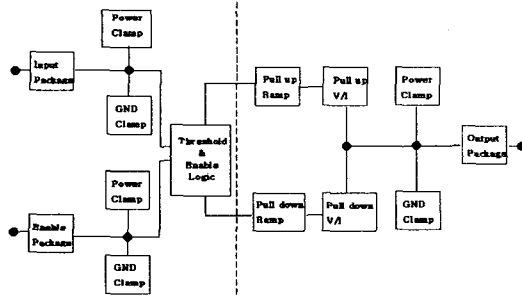 Power
Clamp
Input
Package
GND
Clamp
Threshold
&
Enable
Logic
Power
Clamp
Enable
Package
GND
Clamp
Pull up
Ramp
Pull up
V/I
Power
Clamp
Output
Package
Pull down
Ramp
Pull down
V/I
GND
Clamp